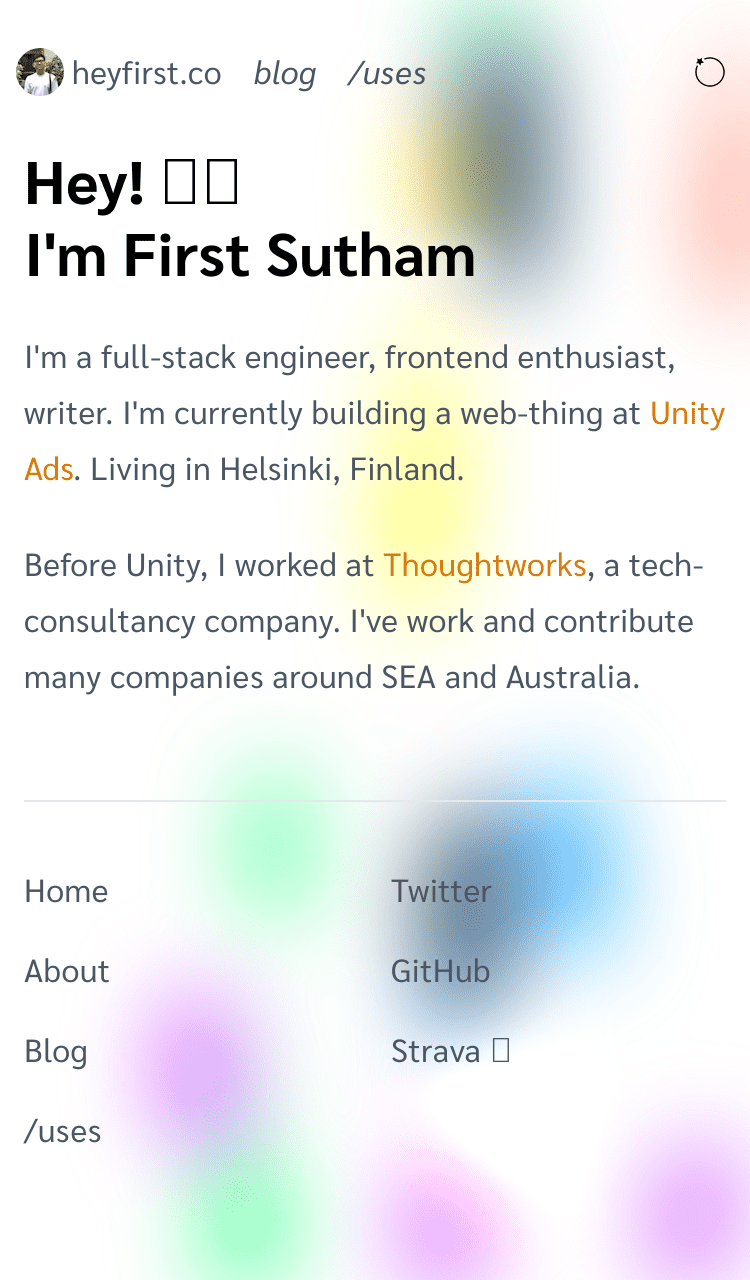 heyfirst.co blog /uses
Hey!
I'm First Sutham
I'm a full-stack engineer, frontend enthusiast,
writer. I'm currently building a web-thing at Unity
Ads. Living in Helsinki, Finland.
Before Unity, I worked at Thoughtworks, a tech-
consultancy company. I've work and contribute
many companies around SEA and Australia.
Home
Twitter
About
GitHub
Blog
Strava
/uses